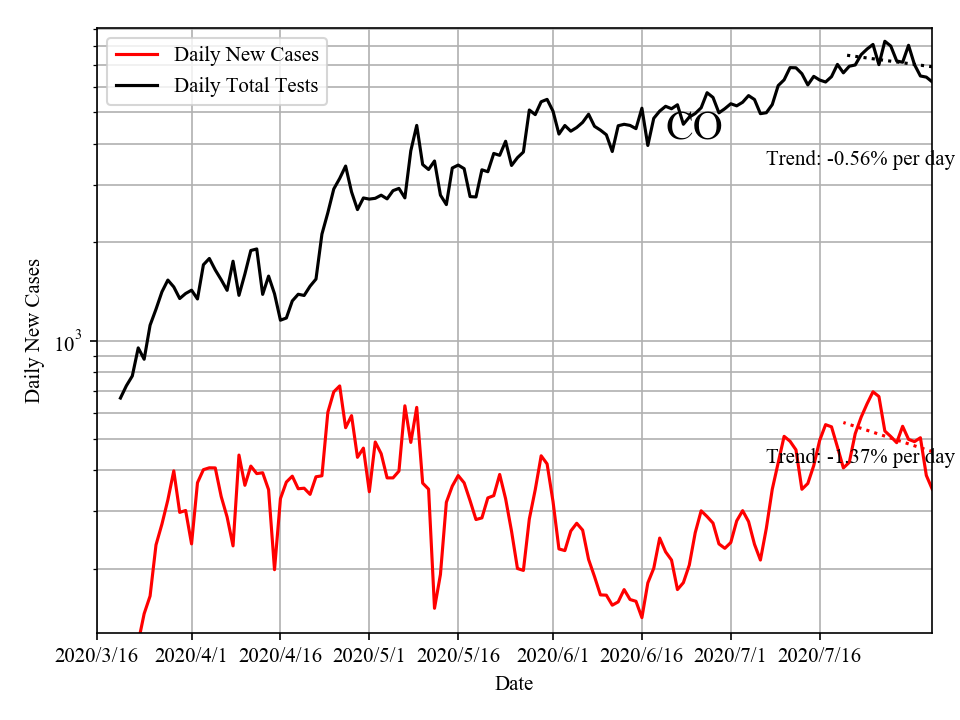 Daily New Cases
Daily Total Tests
CO
Trend: -0.56% per day
Trend: -1.37% per day
Daily New Cases
10^3
2020/3/16 2020/4/1 2020/4/16 2020/5/1 2020/5/16 2020/6/1 2020/6/16 2020/7/1 2020/7/16
Date